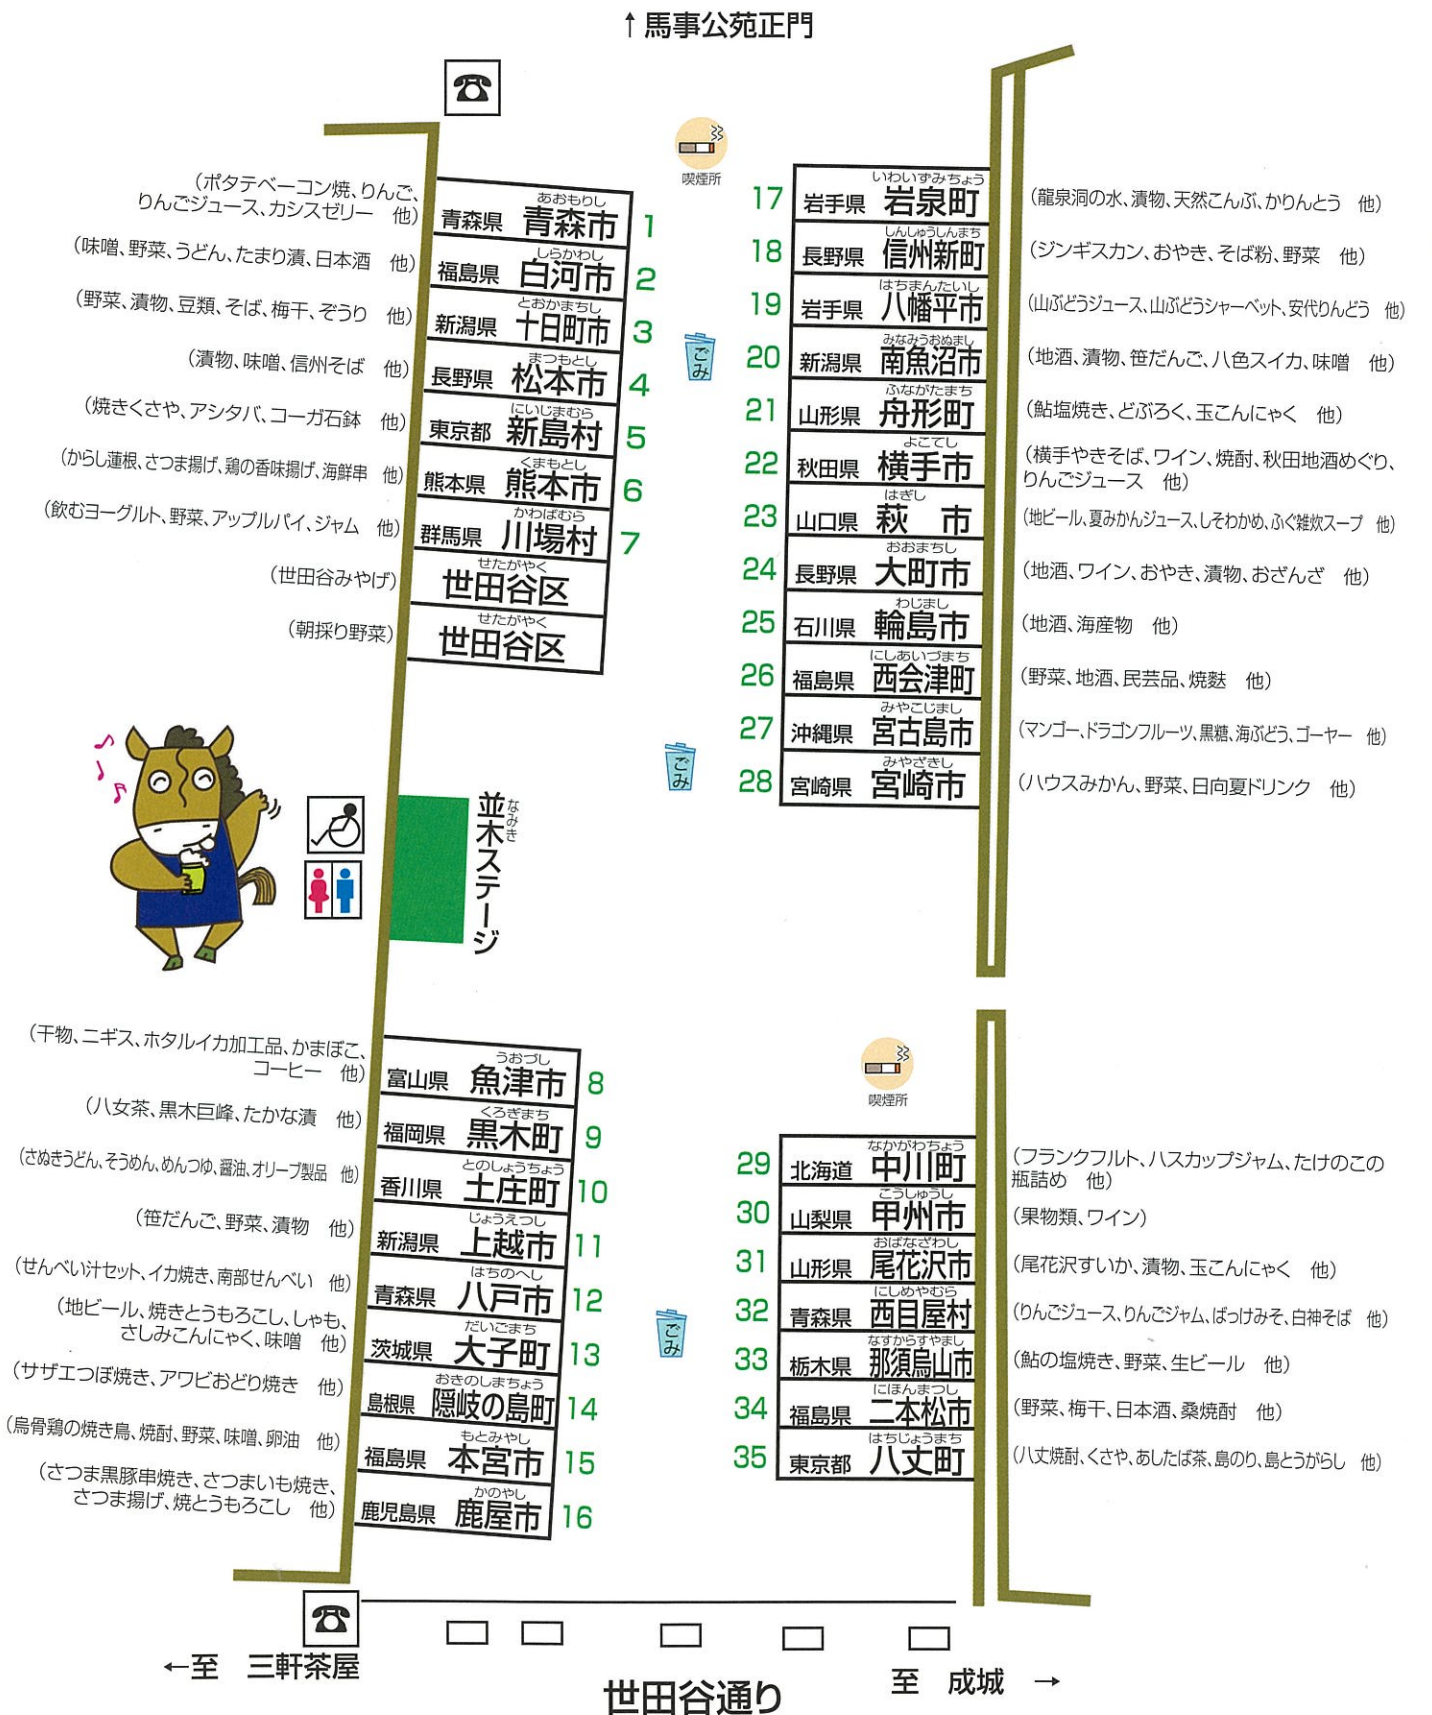 ↑馬事公苑正門
喫煙所
(ポタテベーコン焼、りんご、
りんごジュース、カシスゼリー 他)
あおもりし
青森県 青森市 1
(味噌、野菜、うどん、たまり漬、日本酒 他)
しらかわし
福島県 白河市 2
(野菜、漬物、豆類、そば、梅干、ぞうり 他)
とおかまちし
新潟県 十日町市 3
(漬物、味噌、信州そば 他)
まつもとし
長野県 松本市 4
(焼きくさや、アシタバ、コーガ石鉢 他)
にいじまむら
東京都 新島村 5
(からし蓮根、さつま揚げ、鶏の香味揚げ、海鮮串 他)
くまもとし
熊本県 熊本市 6
(飲むヨーグルト、野菜、アップルパイ、ジャム 他)
かわばむら
群馬県 川場村 7
(世田谷みやげ)
せたがやく
世田谷区
(朝採り野菜)
せたがやく
世田谷区
ごみ
ごみ
いわいずみちょう
17 岩手県 岩泉町 (龍泉洞の水、漬物、天然こんぶ、かりんとう 他)
しんしゅうしんまち
18 長野県 信州新町 (ジンギスカン、おやき、そば粉、野菜 他)
はちまんたいし
19 岩手県 八幡平市 (山ぶどうジュース、山ぶどうシャーベット、安代りんどう 他)
みなみうおぬまし
20 新潟県 南魚沼市 (地酒、漬物、笹だんご、八色スイカ、味噌 他)
ふながたまち
21 山形県 舟形町 (鮎塩焼き、どぶろく、玉こんにゃく 他)
よこてし
22 秋田県 横手市 (横手やきそば、ワイン、焼酎、秋田地酒めぐり、
りんごジュース 他)
はぎし
23 山口県 萩 市 (地ビール、夏みかんジュース、しそわかめ、ふぐ雑炊スープ 他)
おおまちし
24 長野県 大町市 (地酒、ワイン、おやき、漬物、おざんざ 他)
わじまし
25 石川県 輪島市 (地酒、海産物 他)
にしあいづまち
26 福島県 西会津町 (野菜、地酒、民芸品、焼麩 他)
みやこじまし
27 沖縄県 宮古島市 (マンゴー、ドラゴンフルーツ、黒糖、海ぶどう、ゴーヤー 他)
みやざきし
28 宮崎県 宮崎市 (ハウスみかん、野菜、日向夏ドリンク 他)
なみき
並木ステージ
(干物、ニギス、ホタルイカ加工品、かまぼこ、
コーヒー 他)
うおづし
富山県 魚津市 8
(八女茶、黒木巨峰、たかな漬 他)
くろぎまち
福岡県 黒木町 9
(さぬきうどん、そうめん、めんつゆ、醤油、オリーブ製品 他)
とのしょうちょう
香川県 土庄町 10
(笹だんご、野菜、漬物 他)
じょうえつし
新潟県 上越市 11
(せんべい汁セット、イカ焼き、南部せんべい 他)
はちのへし
青森県 八戸市 12
(地ビール、焼きとうもろこし、しゃも、
さしみこんにゃく、味噌 他)
だいごまち
茨城県 大子町 13
(サザエつぼ焼き、アワビおどり焼き 他)
おきのしまちょう
島根県 隠岐の島町 14
(烏骨鶏の焼き鳥、焼酎、野菜、味噌、卵油 他)
もとみやし
福島県 本宮市 15
(さつま黒豚串焼き、さつまいも焼き、
さつま揚げ、焼とうもろこし 他)
かのやし
鹿児島県 鹿屋市 16
ごみ
喫煙所
なかがわちょう
29 北海道 中川町 (フランクフルト、ハスカップジャム、たけのこの
瓶詰め 他)
こうしゅうし
30 山梨県 甲州市 (果物類、ワイン)
おばなざわし
31 山形県 尾花沢市 (尾花沢すいか、漬物、玉こんにゃく 他)
にしめやむら
32 青森県 西目屋村 (りんごジュース、りんごジャム、ばっけみそ、白神そば 他)
なすからすやまし
33 栃木県 那須烏山市 (鮎の塩焼き、野菜、生ビール 他)
にほんまつし
34 福島県 二本松市 (野菜、梅干、日本酒、桑焼酎 他)
はちじょうまち
35 東京都 八丈町 (八丈焼酎、くさや、あしたば茶、島のり、島とうがらし 他)
←至 三軒茶屋
世田谷通り
至 成城 →